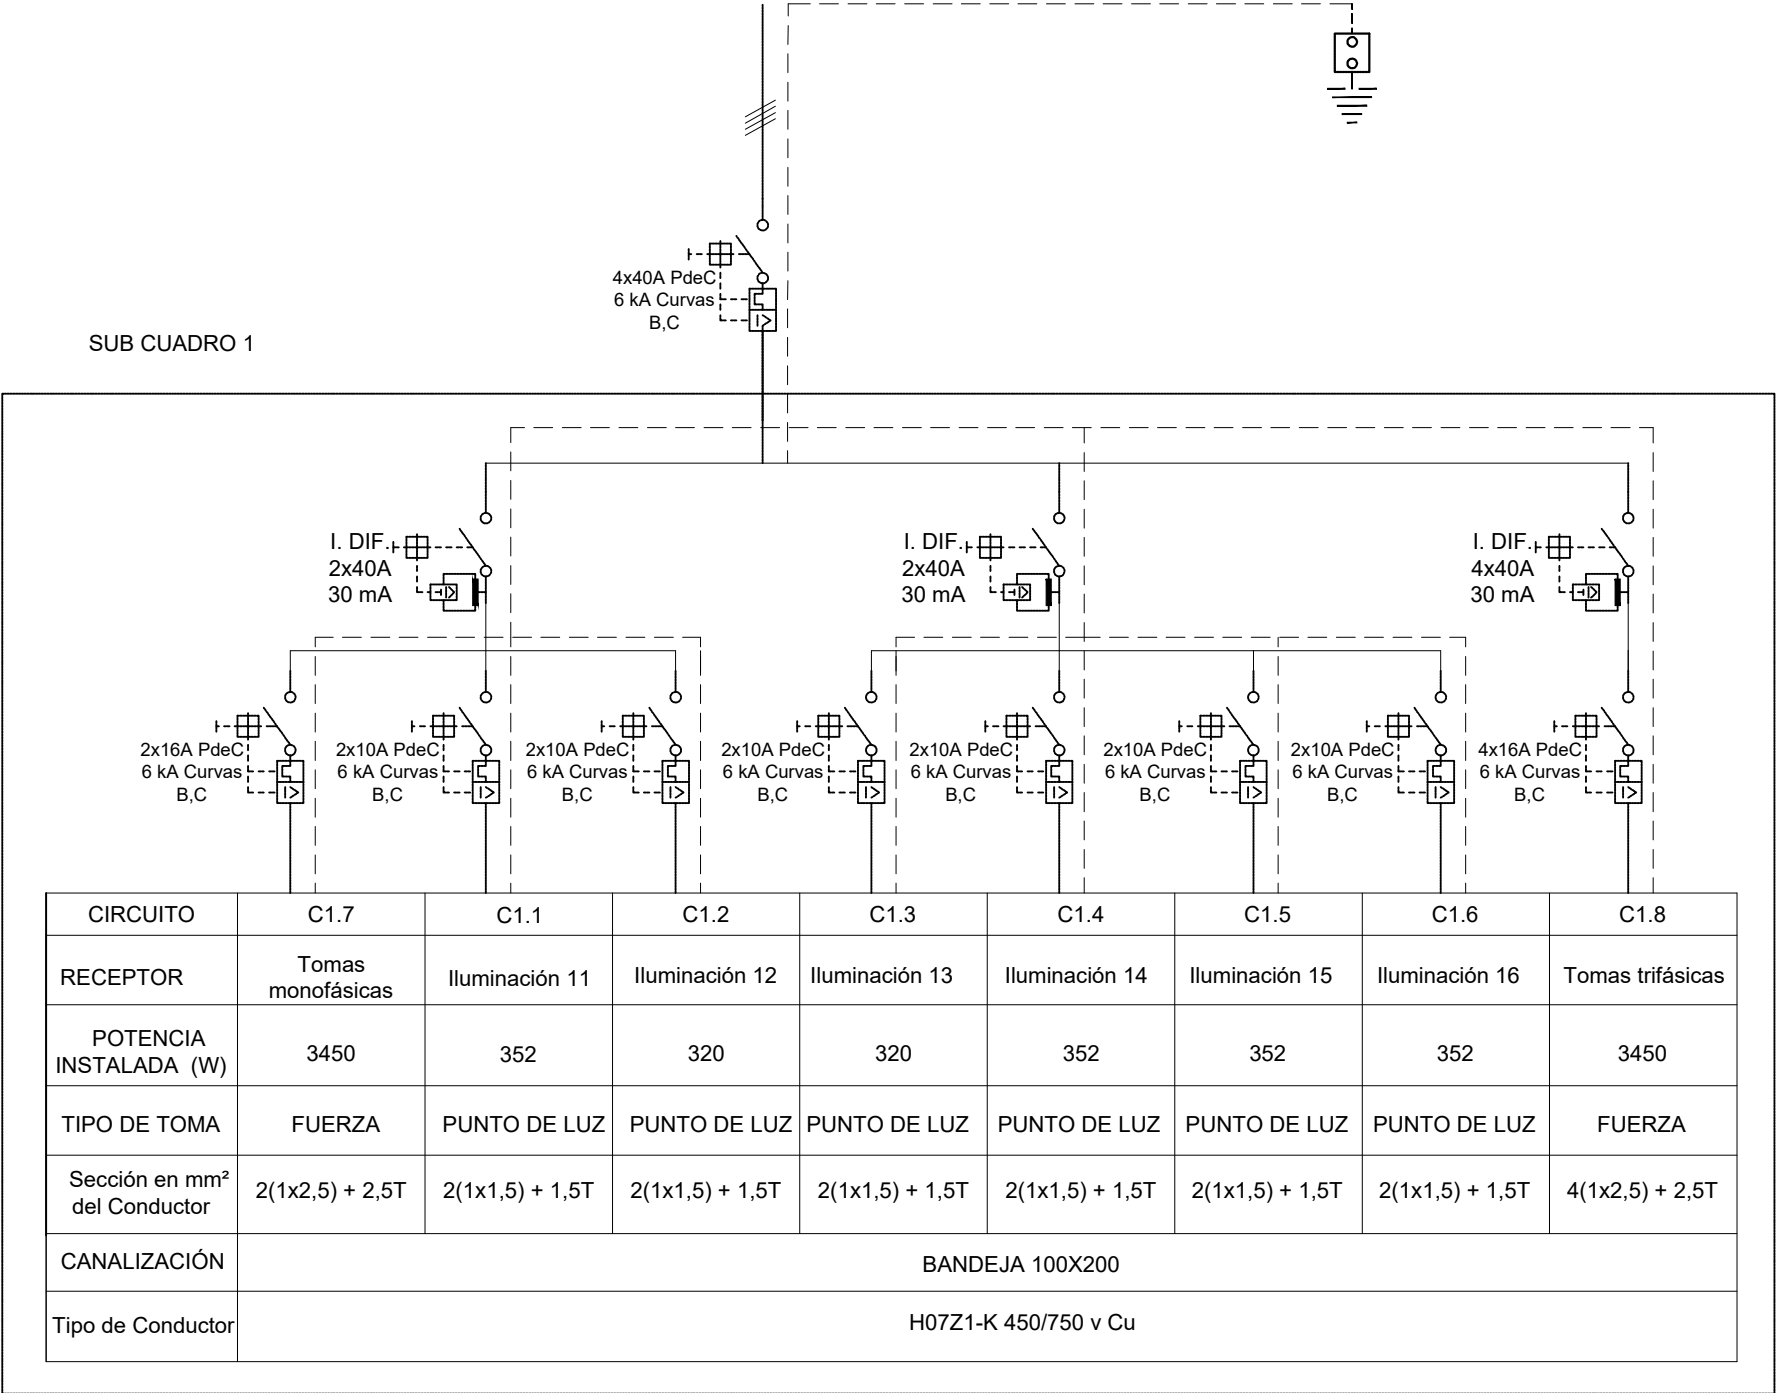 4x40A PdeC
6 kA Curvas
B,C
SUB CUADRO 1
I. DIF.
2x40A
30 mA
I. DIF.
2x40A
30 mA
I. DIF.
4x40A
30 mA
2x16A PdeC
6 kA Curvas
B,C
2x10A PdeC
6 kA Curvas
B,C
2x10A PdeC
6 kA Curvas
B,C
2x10A PdeC
6 kA Curvas
B,C
2x10A PdeC
6 kA Curvas
B,C
2x10A PdeC
6 kA Curvas
B,C
2x10A PdeC
6 kA Curvas
B,C
4x16A PdeC
6 kA Curvas
B,C
CIRCUITO C1.7 C1.1 C1.2 C1.3 C1.4 C1.5 C1.6 C1.8
RECEPTOR Tomas monofásicas Iluminación 11 Iluminación 12 Iluminación 13 Iluminación 14 Iluminación 15 Iluminación 16 Tomas trifásicas
POTENCIA INSTALADA (W) 3450 352 320 320 352 352 352 3450
TIPO DE TOMA FUERZA PUNTO DE LUZ PUNTO DE LUZ PUNTO DE LUZ PUNTO DE LUZ PUNTO DE LUZ PUNTO DE LUZ FUERZA
Sección en mm² del Conductor 2(1x2,5) + 2,5T 2(1x1,5) + 1,5T 2(1x1,5) + 1,5T 2(1x1,5) + 1,5T 2(1x1,5) + 1,5T 2(1x1,5) + 1,5T 2(1x1,5) + 1,5T 4(1x2,5) + 2,5T
CANALIZACIÓN BANDEJA 100X200
Tipo de Conductor H07Z1-K 450/750 v Cu